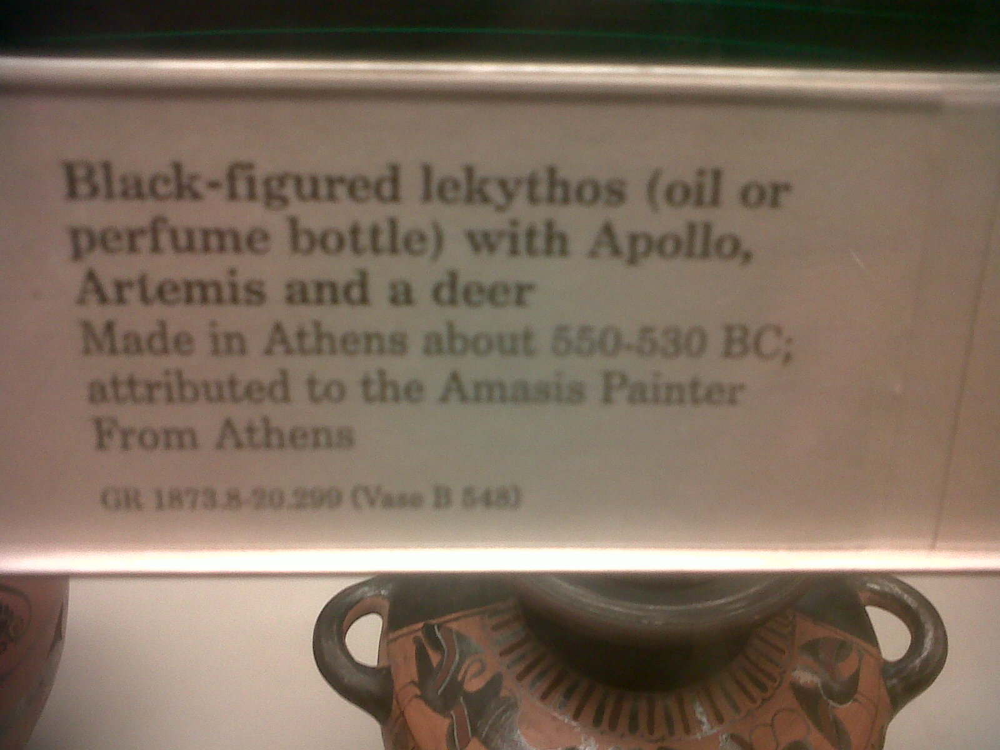 Black-figured lekythos (oil or
perfume bottle) with Apollo,
Artemis and a deer
Made in Athens about 550-530 BC;
attributed to the Amasis Painter
From Athens
GR 1873.8-20.299 (Vase B 548)